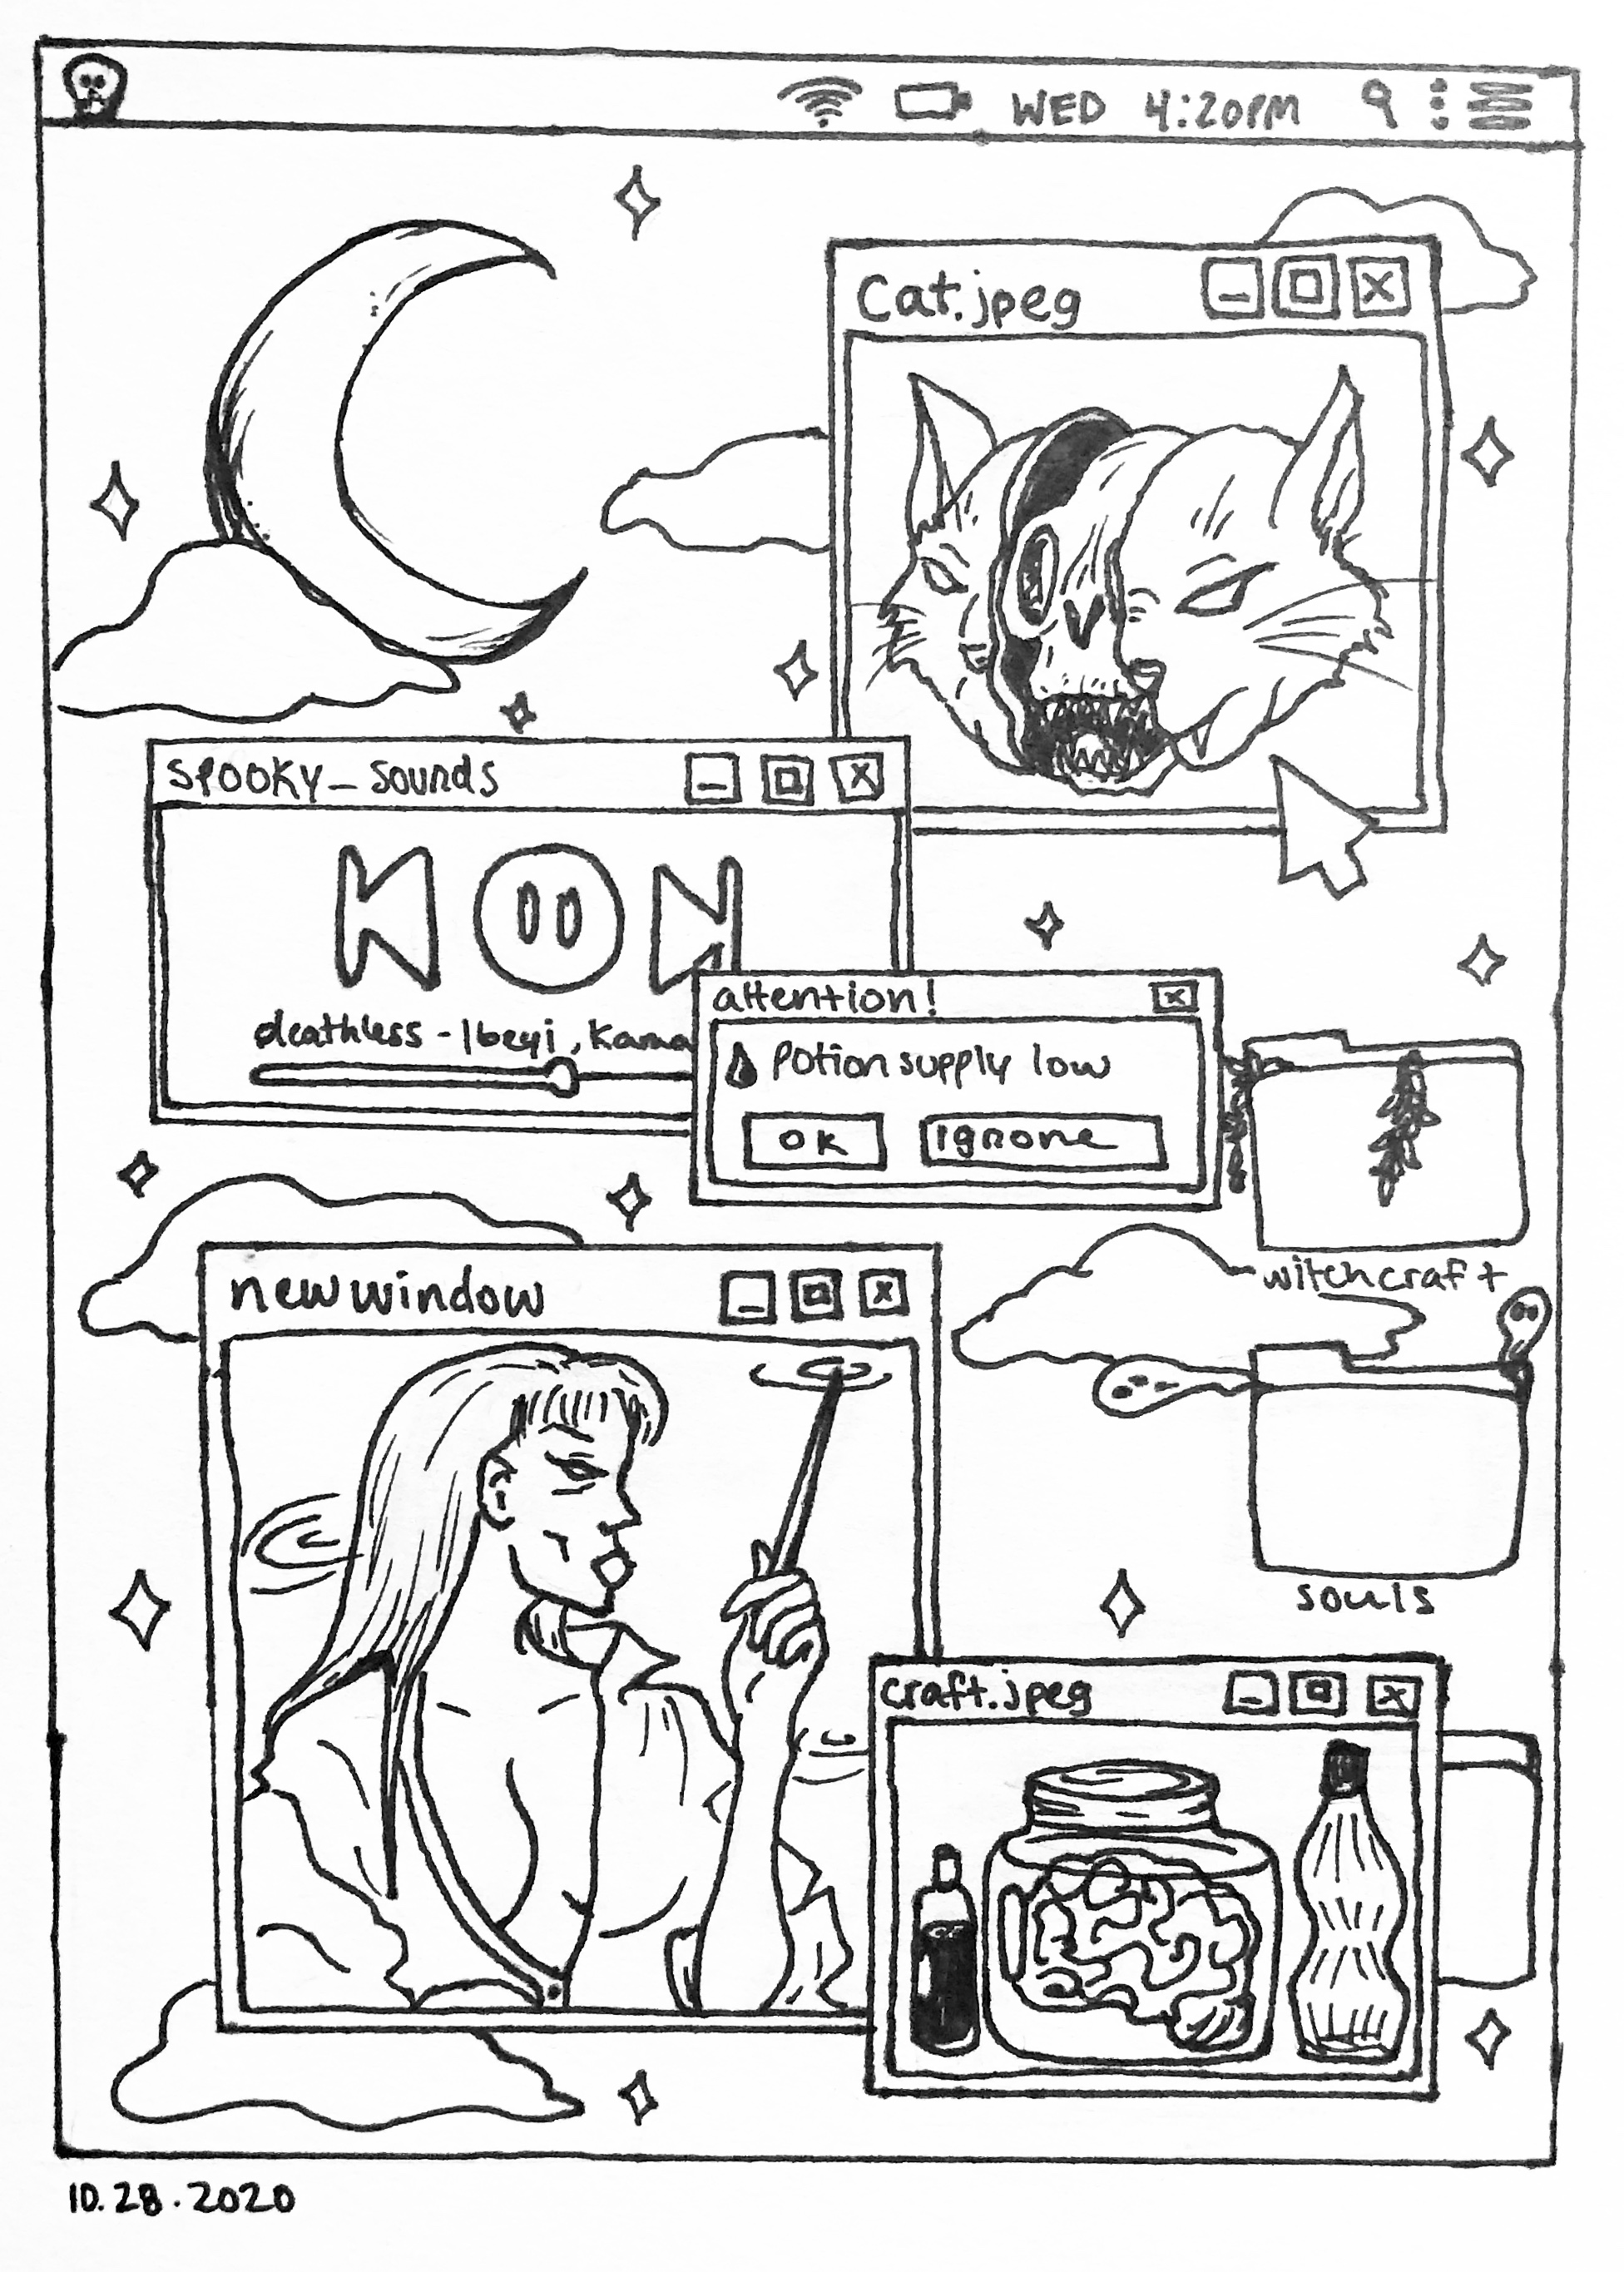 WED 4:20PM
Cat.jpeg
SPOOKY_Sounds
deathless - Ibeyi, Kama
attention!
Potion supply low
OK
Ignore
witchcraft
new window
souls
craft.jpeg
10.28.2020